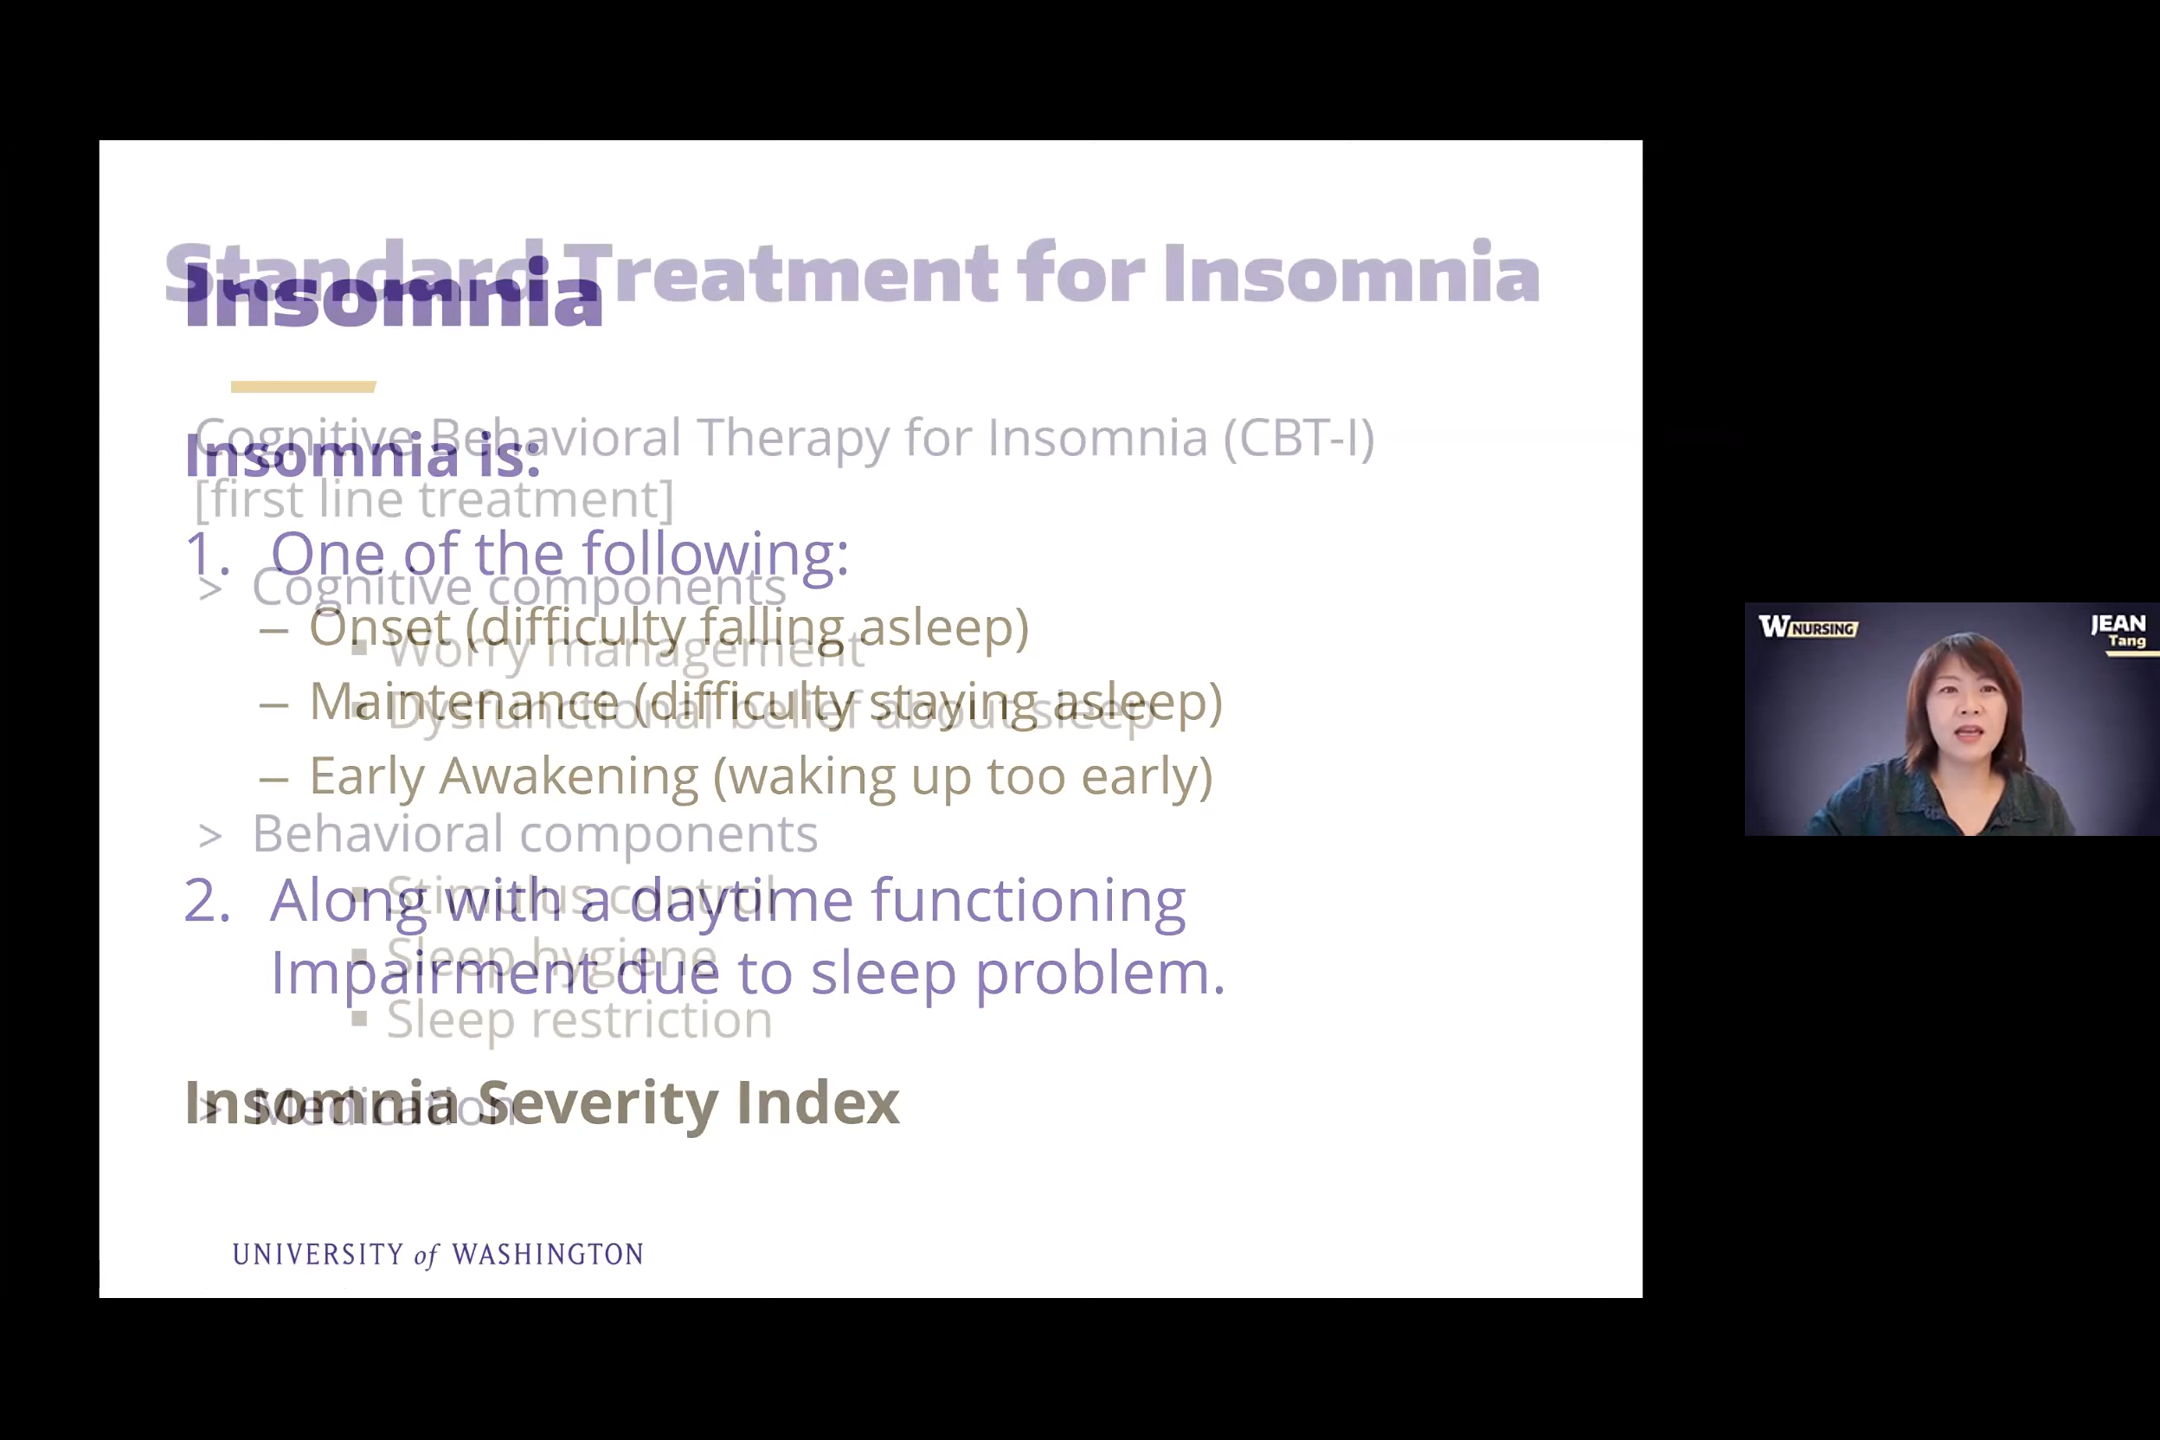 Standard Treatment for Insomnia
Cognitive Behavioral Therapy for Insomnia (CBT-I)
[first line treatment]
> Cognitive components
▪ Worry management
▪ Dysfunctional belief about sleep
> Behavioral components
▪ Stimulus control
▪ Sleep hygiene
▪ Sleep restriction
> Medication
Insomnia
Insomnia is:
1. One of the following:
– Onset (difficulty falling asleep)
– Maintenance (difficulty staying asleep)
– Early Awakening (waking up too early)
2. Along with a daytime functioning
Impairment due to sleep problem.
Insomnia Severity Index
UNIVERSITY of WASHINGTON
W NURSING
JEAN
Tang